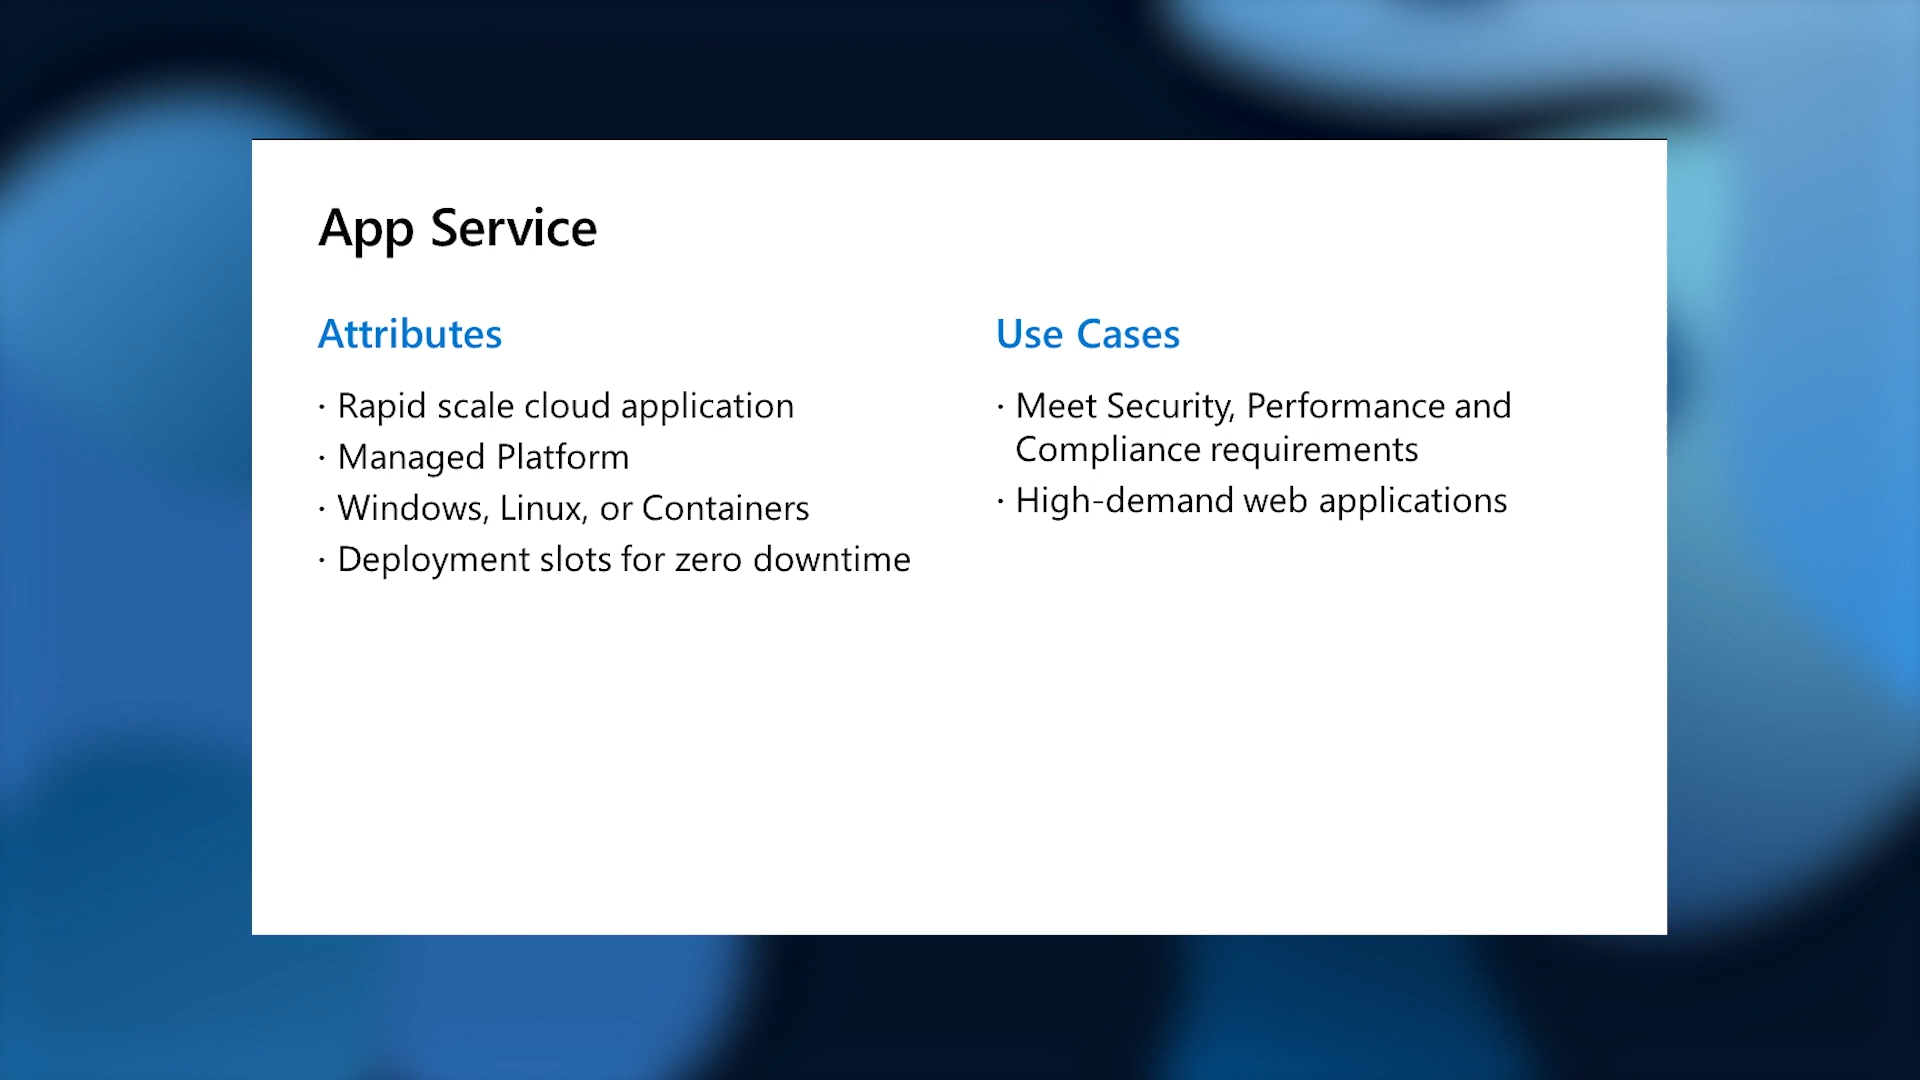 App Service
Attributes
· Rapid scale cloud application
· Managed Platform
· Windows, Linux, or Containers
· Deployment slots for zero downtime
Use Cases
· Meet Security, Performance and
Compliance requirements
· High-demand web applications